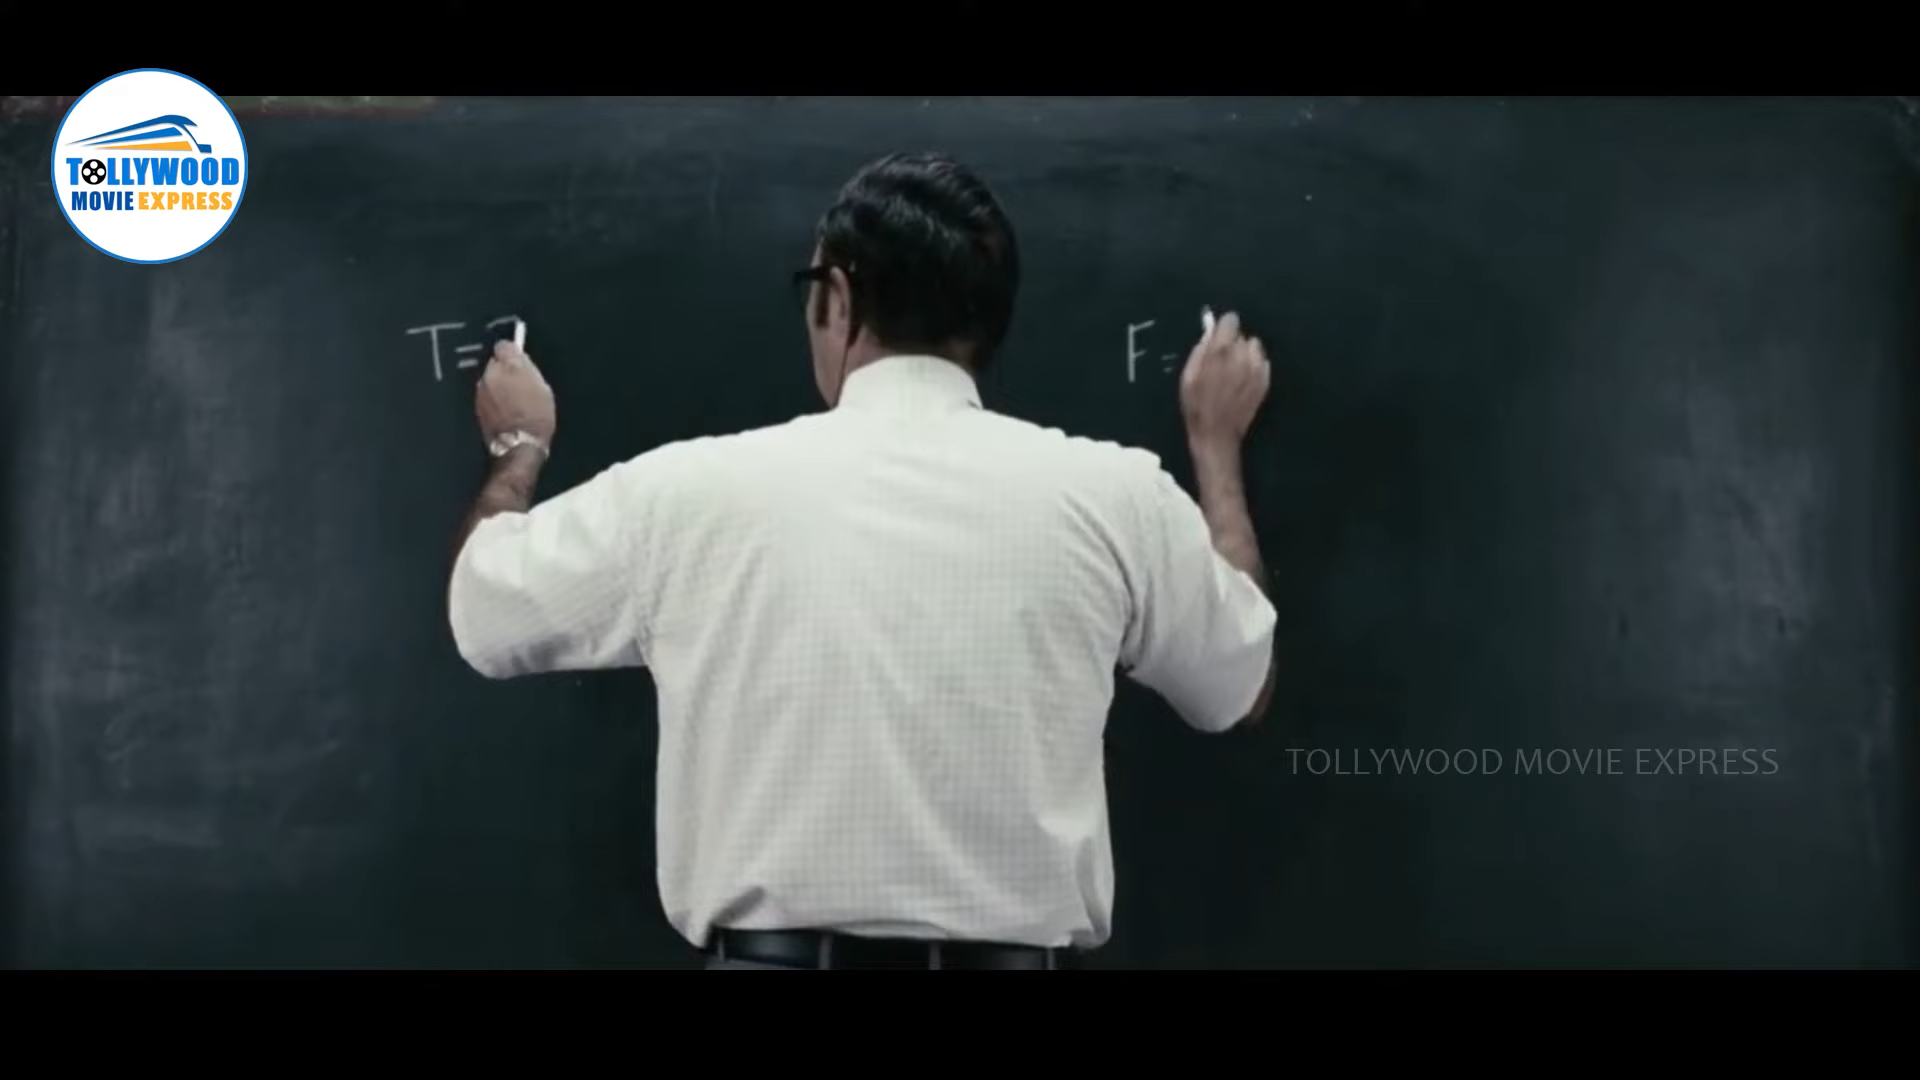 TOLLYWOOD
MOVIE EXPRESS
T=
F=
TOLLYWOOD MOVIE EXPRESS